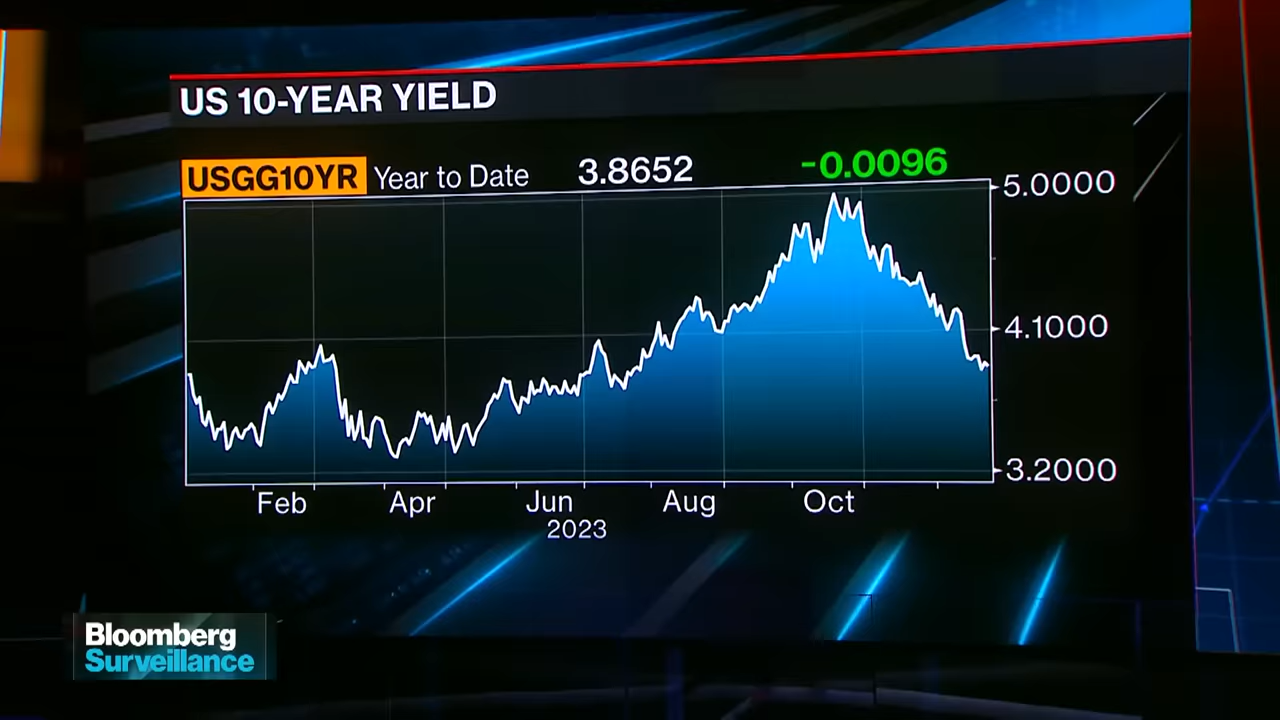 US 10-YEAR YIELD
USGG10YR Year to Date 3.8652 -0.0096
5.0000
4.1000
3.2000
Feb Apr Jun Aug Oct
2023
Bloomberg
Surveillance